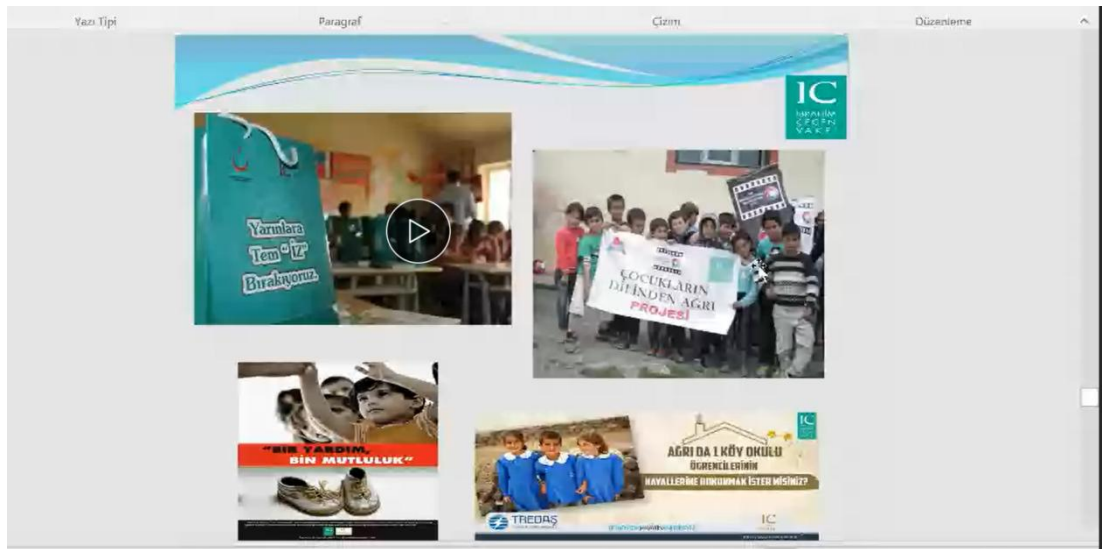 Yazı Tipi
Paragraf
Çizim
Düzenleme
IC
İBRAHİM
ÇEÇEN
VAKFI
Yarınlara
Tem "İZ"
Bırakıyoruz.
ÇOCUKLARIN
DİLİNDEN AĞRI
PROJESİ
"BİR YARDIM,
BİN MUTLULUK"
IC
AĞRI DA 1 KÖY OKULU
ÖĞRENCİLERİNİN
HAYALLERİNE DOKUNMAK İSTER MİSİNİZ?
TREDAŞ
IC